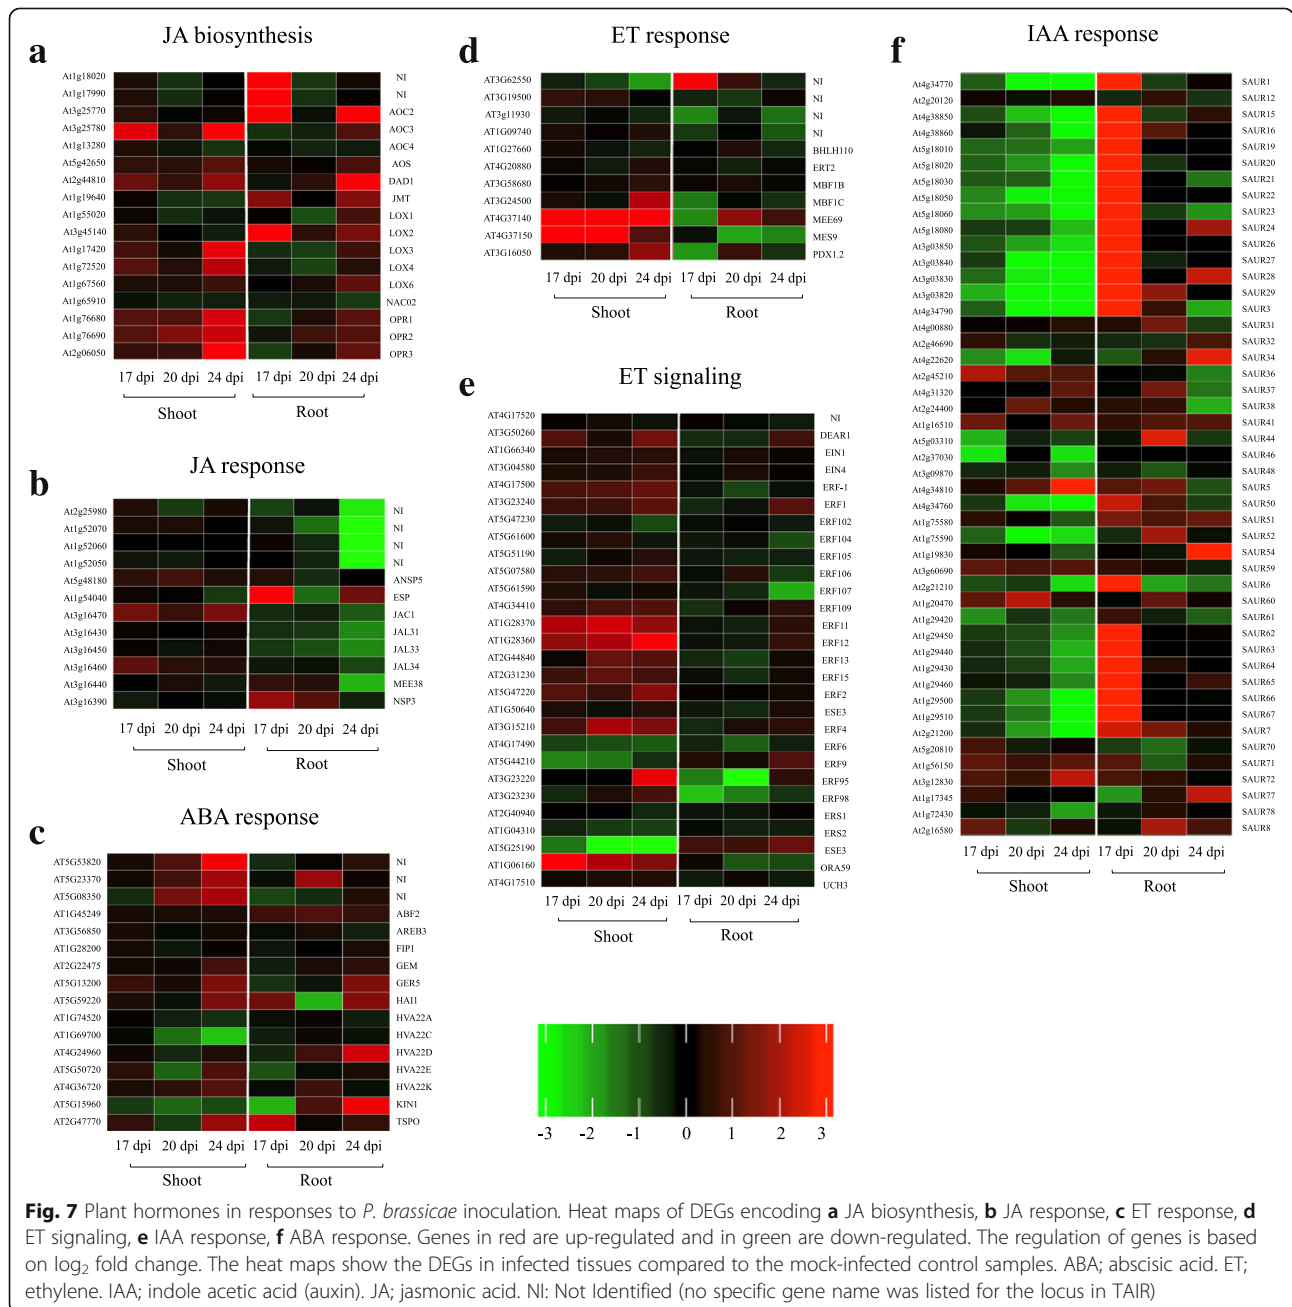 a
JA biosynthesis
At1g18020 NI
At1g17990 NI
At3g25770 AOC2
At3g25780 AOC3
At1g13280 AOC4
At5g42650 AOS
At2g44810 DAD1
At1g19640 JMT
At1g55020 LOX1
At3g45140 LOX2
At1g17420 LOX3
At1g72520 LOX4
At1g67560 LOX6
At1g65910 NAC02
At1g76680 OPR1
At1g76690 OPR2
At2g06050 OPR3
17 dpi 20 dpi 24 dpi 17 dpi 20 dpi 24 dpi
Shoot Root
b
JA response
At2g25980 NI
At1g52070 NI
At1g52060 NI
At1g52050 NI
At5g48180 ANSP5
At1g54040 ESP
At3g16470 JAC1
At3g16430 JAL31
At3g16450 JAL33
At3g16460 JAL34
At3g16440 MEE38
At3g16390 NSP3
17 dpi 20 dpi 24 dpi 17 dpi 20 dpi 24 dpi
Shoot Root
c
ABA response
AT5G53820 NI
AT5G23370 NI
AT5G08350 NI
AT1G45249 ABF2
AT3G56850 AREB3
AT1G28200 FIP1
AT2G22475 GEM
AT5G13200 GER5
AT5G59220 HAI1
AT1G74520 HVA22A
AT1G69700 HVA22C
AT4G24960 HVA22D
AT5G50720 HVA22E
AT4G36720 HVA22K
AT5G15960 KIN1
AT2G47770 TSPO
17 dpi 20 dpi 24 dpi 17 dpi 20 dpi 24 dpi
Shoot Root
d
ET response
AT3G62550 NI
AT3G19500 NI
AT3g11930 NI
AT1G09740 NI
AT1G27660 BHLH110
AT4G20880 ERT2
AT3G58680 MBF1B
AT3G24500 MBF1C
AT4G37140 MEE69
AT4G37150 MES9
AT3G16050 PDX1.2
17 dpi 20 dpi 24 dpi 17 dpi 20 dpi 24 dpi
Shoot Root
e
ET signaling
AT4G17520 NI
AT3G50260 DEAR1
AT1G66340 EIN1
AT3G04580 EIN4
AT4G17500 ERF-1
AT3G23240 ERF1
AT5G47230 ERF102
AT5G61600 ERF104
AT5G51190 ERF105
AT5G07580 ERF106
AT5G61590 ERF107
AT4G34410 ERF109
AT1G28370 ERF11
AT1G28360 ERF12
AT2G44840 ERF13
AT2G31230 ERF15
AT5G47220 ERF2
AT1G50640 ESE3
AT3G15210 ERF4
AT4G17490 ERF6
AT5G44210 ERF9
AT3G23220 ERF95
AT3G23230 ERF98
AT2G40940 ERS1
AT1G04310 ERS2
AT5G25190 ESE3
AT1G06160 ORA59
AT4G17510 UCH3
17 dpi 20 dpi 24 dpi 17 dpi 20 dpi 24 dpi
Shoot Root
f
IAA response
At4g34770 SAUR1
At2g20120 SAUR12
At4g38850 SAUR15
At4g38860 SAUR16
At5g18010 SAUR19
At5g18020 SAUR20
At5g18030 SAUR21
At5g18050 SAUR22
At5g18060 SAUR23
At5g18080 SAUR24
At3g03850 SAUR26
At3g03840 SAUR27
At3g03830 SAUR28
At3g03820 SAUR29
At4g34790 SAUR3
At4g00880 SAUR31
At2g46690 SAUR32
At4g22620 SAUR34
At2g45210 SAUR36
At4g31320 SAUR37
At2g24400 SAUR38
At1g16510 SAUR41
At5g03310 SAUR44
At2g37030 SAUR46
At3g09870 SAUR48
At4g34810 SAUR5
At4g34760 SAUR50
At1g75580 SAUR51
At1g75590 SAUR52
At1g19830 SAUR54
At3g60690 SAUR59
At2g21210 SAUR6
At1g20470 SAUR60
At1g29420 SAUR61
At1g29450 SAUR62
At1g29440 SAUR63
At1g29430 SAUR64
At1g29460 SAUR65
At1g29500 SAUR66
At1g29510 SAUR67
At2g21200 SAUR7
At5g20810 SAUR70
At1g56150 SAUR71
At3g12830 SAUR72
At1g17345 SAUR77
At1g72430 SAUR78
At2g16580 SAUR8
17 dpi 20 dpi 24 dpi 17 dpi 20 dpi 24 dpi
Shoot Root
-3 -2 -1 0 1 2 3
Fig. 7 Plant hormones in responses to P. brassicae inoculation. Heat maps of DEGs encoding a JA biosynthesis, b JA response, c ET response, d
ET signaling, e IAA response, f ABA response. Genes in red are up-regulated and in green are down-regulated. The regulation of genes is based
on log2 fold change. The heat maps show the DEGs in infected tissues compared to the mock-infected control samples. ABA; abscisic acid. ET;
ethylene. IAA; indole acetic acid (auxin). JA; jasmonic acid. NI: Not Identified (no specific gene name was listed for the locus in TAIR)